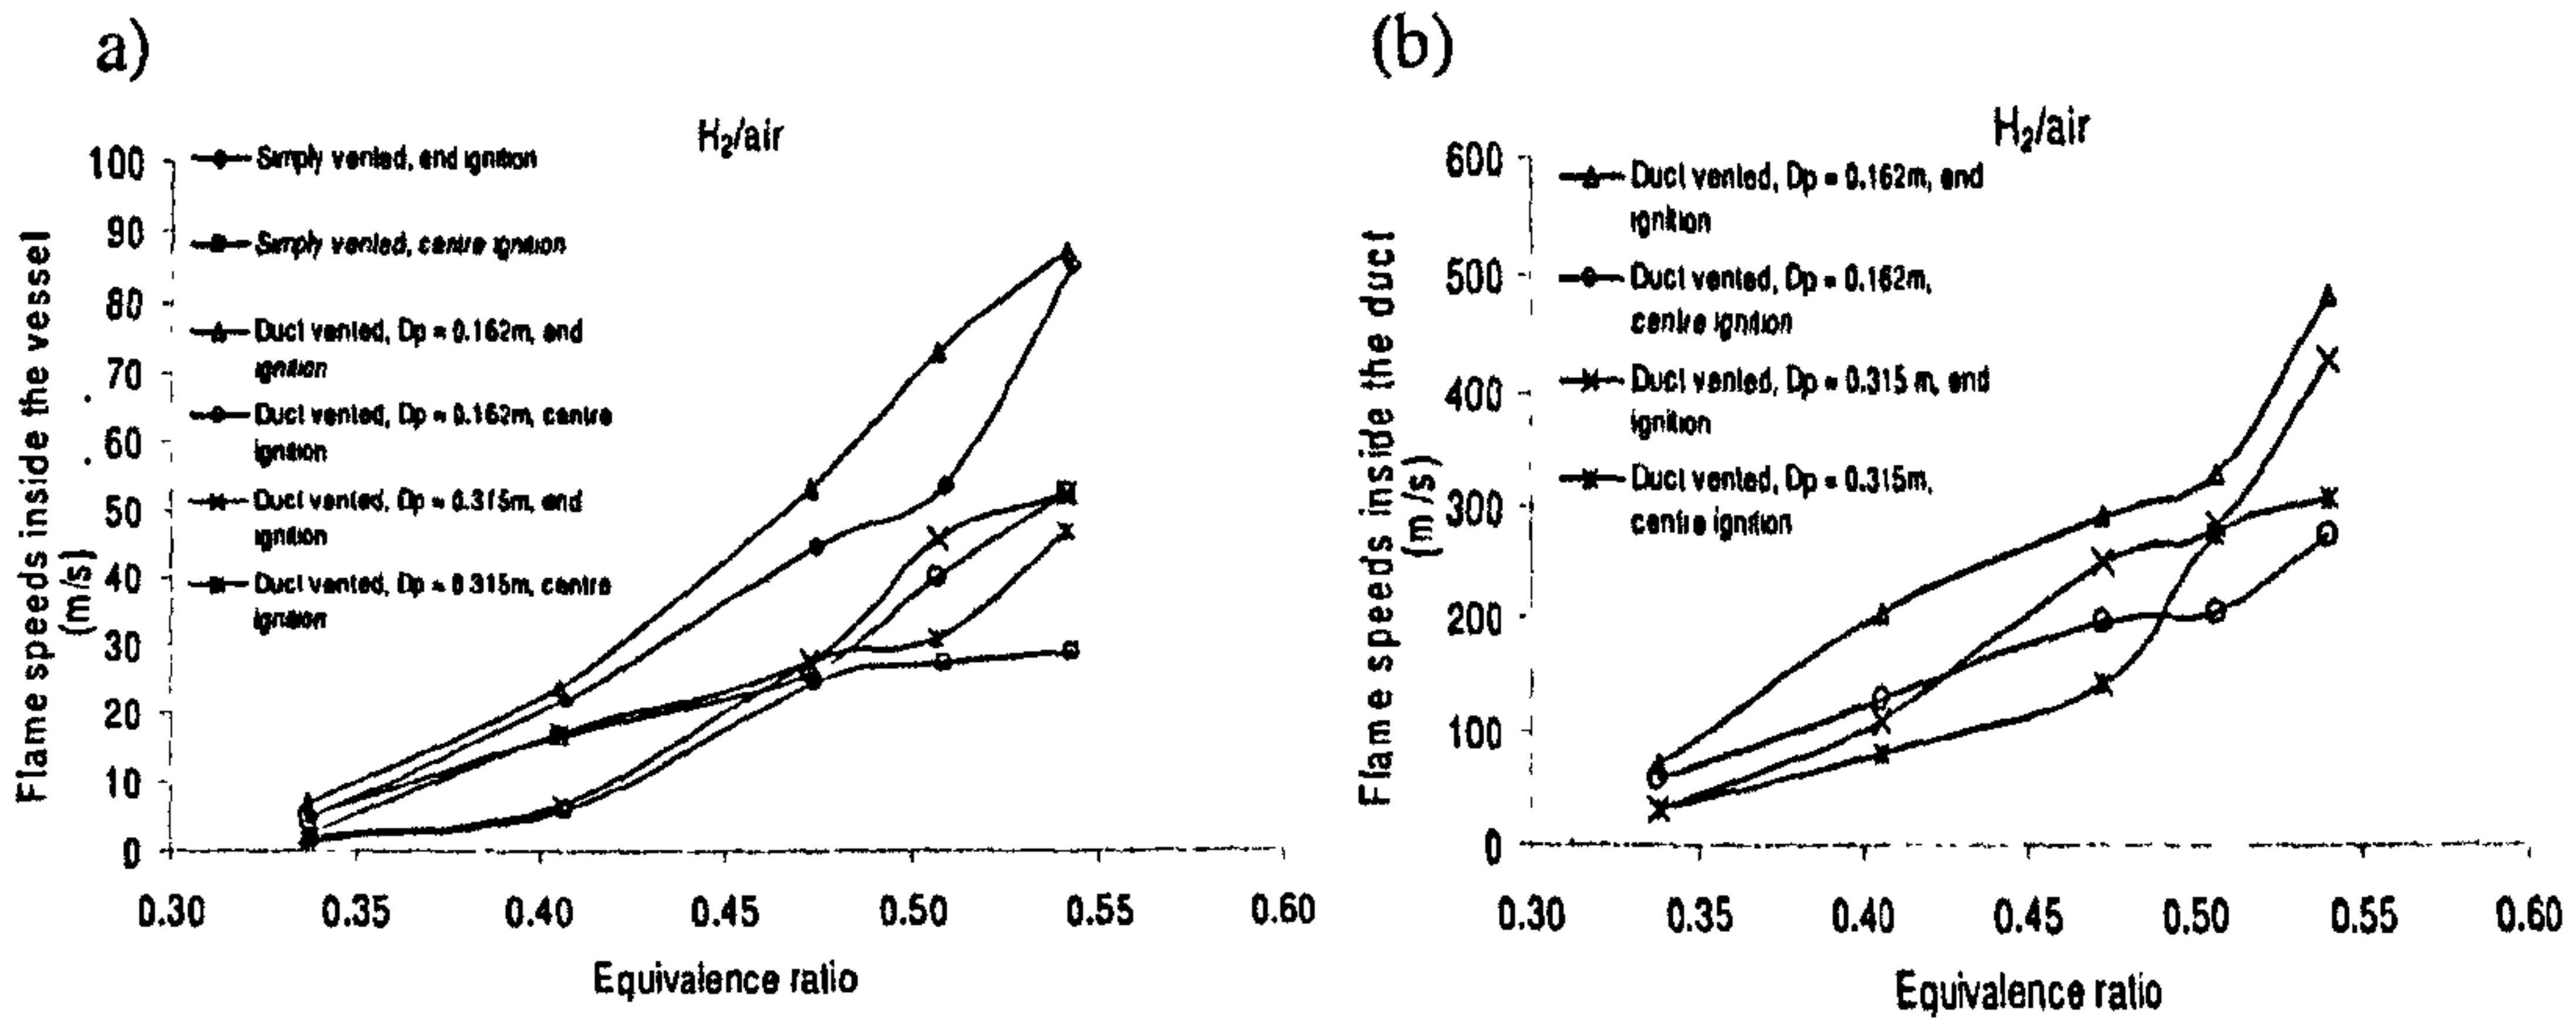 a)
H₂/air
Flame speeds inside the vessel
(m/s)
100
90
80
70
60
50
40
30
20
10
0
Simply vented, end ignition
Simply vented, centre ignition
Duct vented, Dp = 0.162m, end
ignition
Duct vented, Dp = 0.162m, centre
ignition
Duct vented, Dp = 0.315m, end
ignition
Duct vented, Dp = 0.315m, centre
ignition
0.30 0.35 0.40 0.45 0.50 0.55 0.60
Equivalence ratio
(b)
H₂/air
Flame speeds inside the duct
(m/s)
600
500
400
300
200
100
0
Duct vented, Dp = 0.162m, end
ignition
Duct vented, Dp = 0.162m,
centre ignition
Duct vented, Dp = 0.315 m, end
ignition
Duct vented, Dp = 0.315m,
centre ignition
0.30 0.35 0.40 0.45 0.50 0.55 0.60
Equivalence ratio